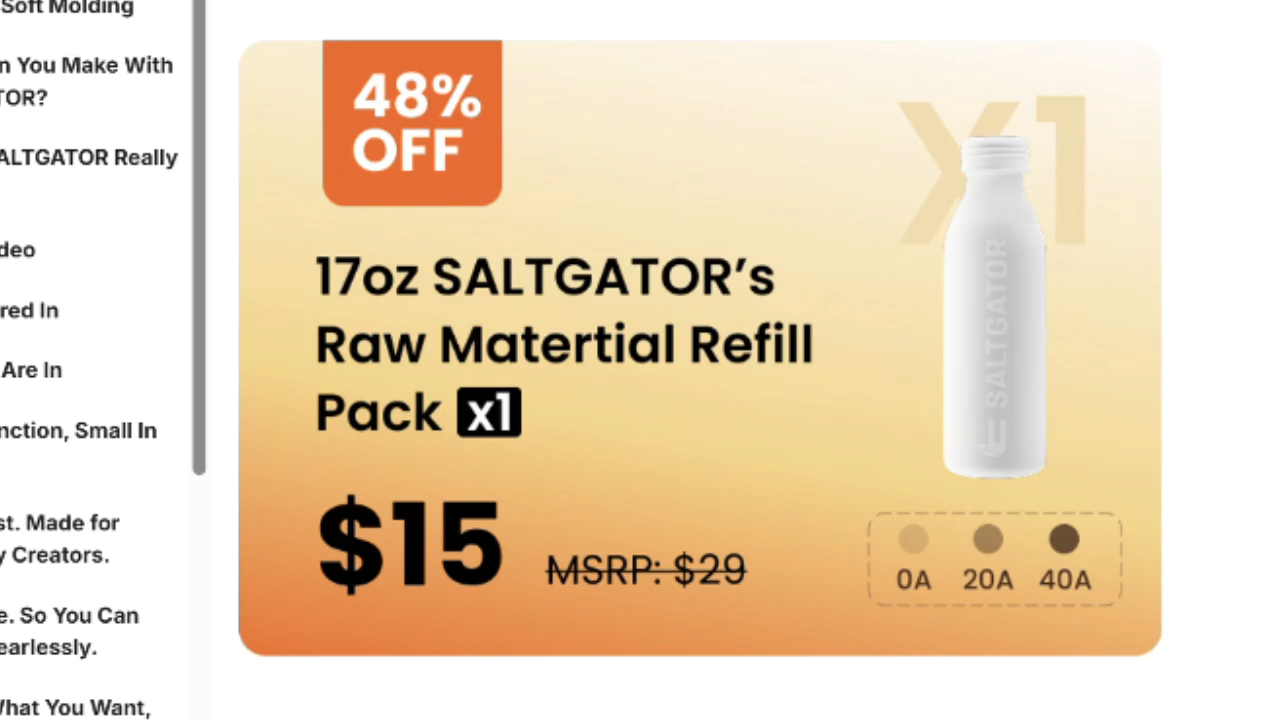 Soft Molding
n You Make With
TOR?
ALTGATOR Really
deo
red In
Are In
nction, Small In
st. Made for
y Creators.
e. So You Can
earlessly.
What You Want,
48%
OFF
X1
17oz SALTGATOR’s
Raw Matertial Refill
Pack x1
$15 MSRP: $29
SALTGATOR
0A 20A 40A